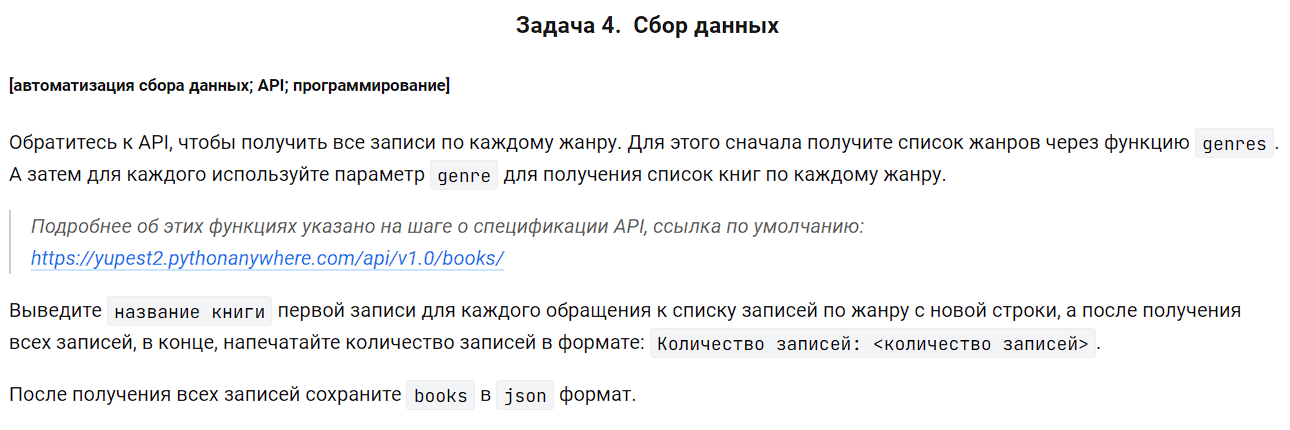 Задача 4. Сбор данных
[автоматизация сбора данных; API; программирование]
Обратитесь к API, чтобы получить все записи по каждому жанру. Для этого сначала получите список жанров через функцию genres .
А затем для каждого используйте параметр genre для получения список книг по каждому жанру.
Подробнее об этих функциях указано на шаге о спецификации API, ссылка по умолчанию:
https://yupest2.pythonanywhere.com/api/v1.0/books/
Выведите название книги первой записи для каждого обращения к списку записей по жанру с новой строки, а после получения
всех записей, в конце, напечатайте количество записей в формате: Количество записей: <количество записей> .
После получения всех записей сохраните books в json формат.